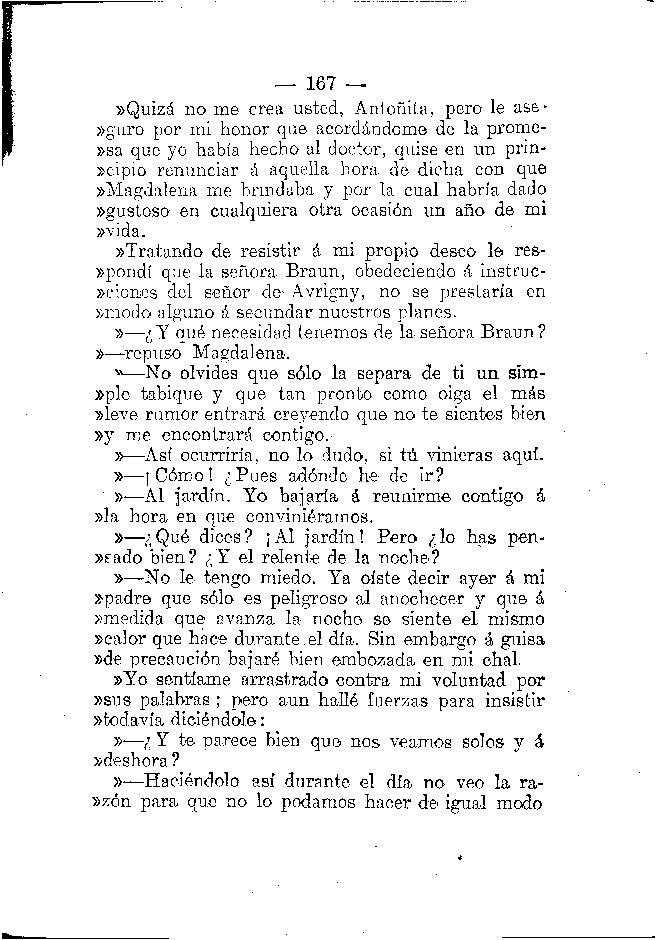 — 167 —
»Quizá no me crea usted, Antoñita, pero le ase-
»guro por mi honor que acordándome de la prome-
»sa que yo había hecho al doctor, quise en un prin-
»cipio renunciar á aquella hora de dicha con que
»Magdalena me brindaba y por la cual habría dado
»gustoso en cualquiera otra ocasión un año de mi
»vida.
»Tratando de resistir á mi propio deseo le res-
»pondí que la señora Braun, obedeciendo á instruc-
»ciones del señor de Avrigny, no se prestaría en
»modo alguno á secundar nuestros planes.
»—¿Y qué necesidad tenemos de la señora Braun?
»—repuso Magdalena.
»—No olvides que sólo la separa de ti un sim-
»ple tabique y que tan pronto como oiga el más
»leve rumor entrará creyendo que no te sientes bien
»y me encontrará contigo.
»—Así ocurriría, no lo dudo, si tú vinieras aquí.
»—¡Cómo! ¿Pues adónde he de ir?
»—Al jardín. Yo bajaría á reunirme contigo á
»la hora en que conviniéramos.
»—¿Qué dices? ¡Al jardín! Pero ¿lo has pen-
»sado bien? ¿Y el relente de la noche?
»—No le tengo miedo. Ya oíste decir ayer á mi
»padre que sólo es peligroso al anochecer y que á
»medida que avanza la noche se siente el mismo
»calor que hace durante el día. Sin embargo á guisa
»de precaución bajaré bien embozada en mi chal.
»Yo sentíame arrastrado contra mi voluntad por
»sus palabras; pero aun hallé fuerzas para insistir
»todavía diciéndole:
»—¿Y te parece bien que nos veamos solos y á
»deshora?
»—Haciéndolo así durante el día no veo la ra-
»zón para que no lo podamos hacer de igual modo